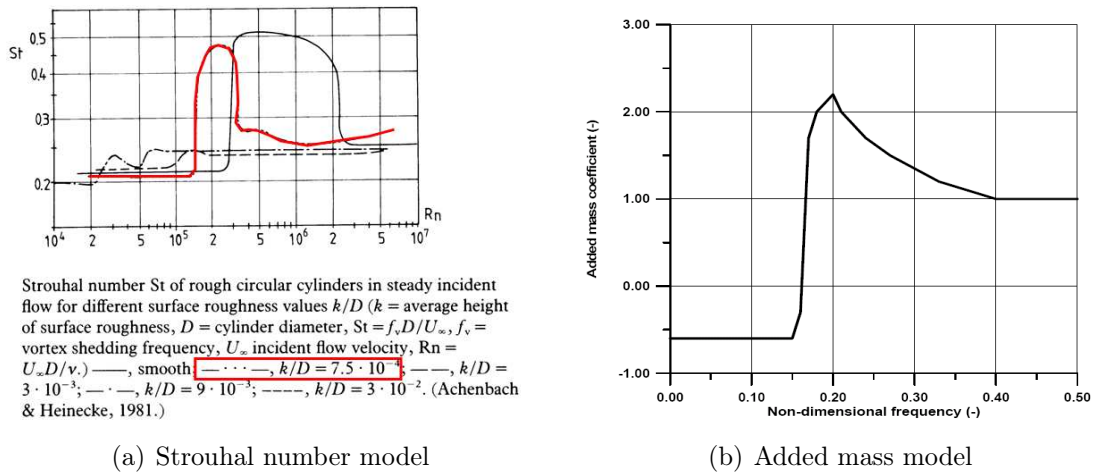 St
0.5
0.4
0.3
0.2
Rn
10⁴ 2 5 10⁵ 2 5 10⁶ 2 5 10⁷
Strouhal number St of rough circular cylinders in steady incident
flow for different surface roughness values k/D (k = average height
of surface roughness, D = cylinder diameter, St = fᵥD/U∞, fᵥ =
vortex shedding frequency, U∞ incident flow velocity, Rn =
U∞D/ν.) ——, smooth; — · · · —, k/D = 7.5 · 10⁻⁴; — —, k/D =
3 · 10⁻³; — · —, k/D = 9 · 10⁻³; ----, k/D = 3 · 10⁻². (Achenbach
& Heinecke, 1981.)
(a) Strouhal number model
3.00
2.00
1.00
0.00
-1.00
Added mass coefficient (-)
0.00 0.10 0.20 0.30 0.40 0.50
Non-dimensional frequency (-)
(b) Added mass model